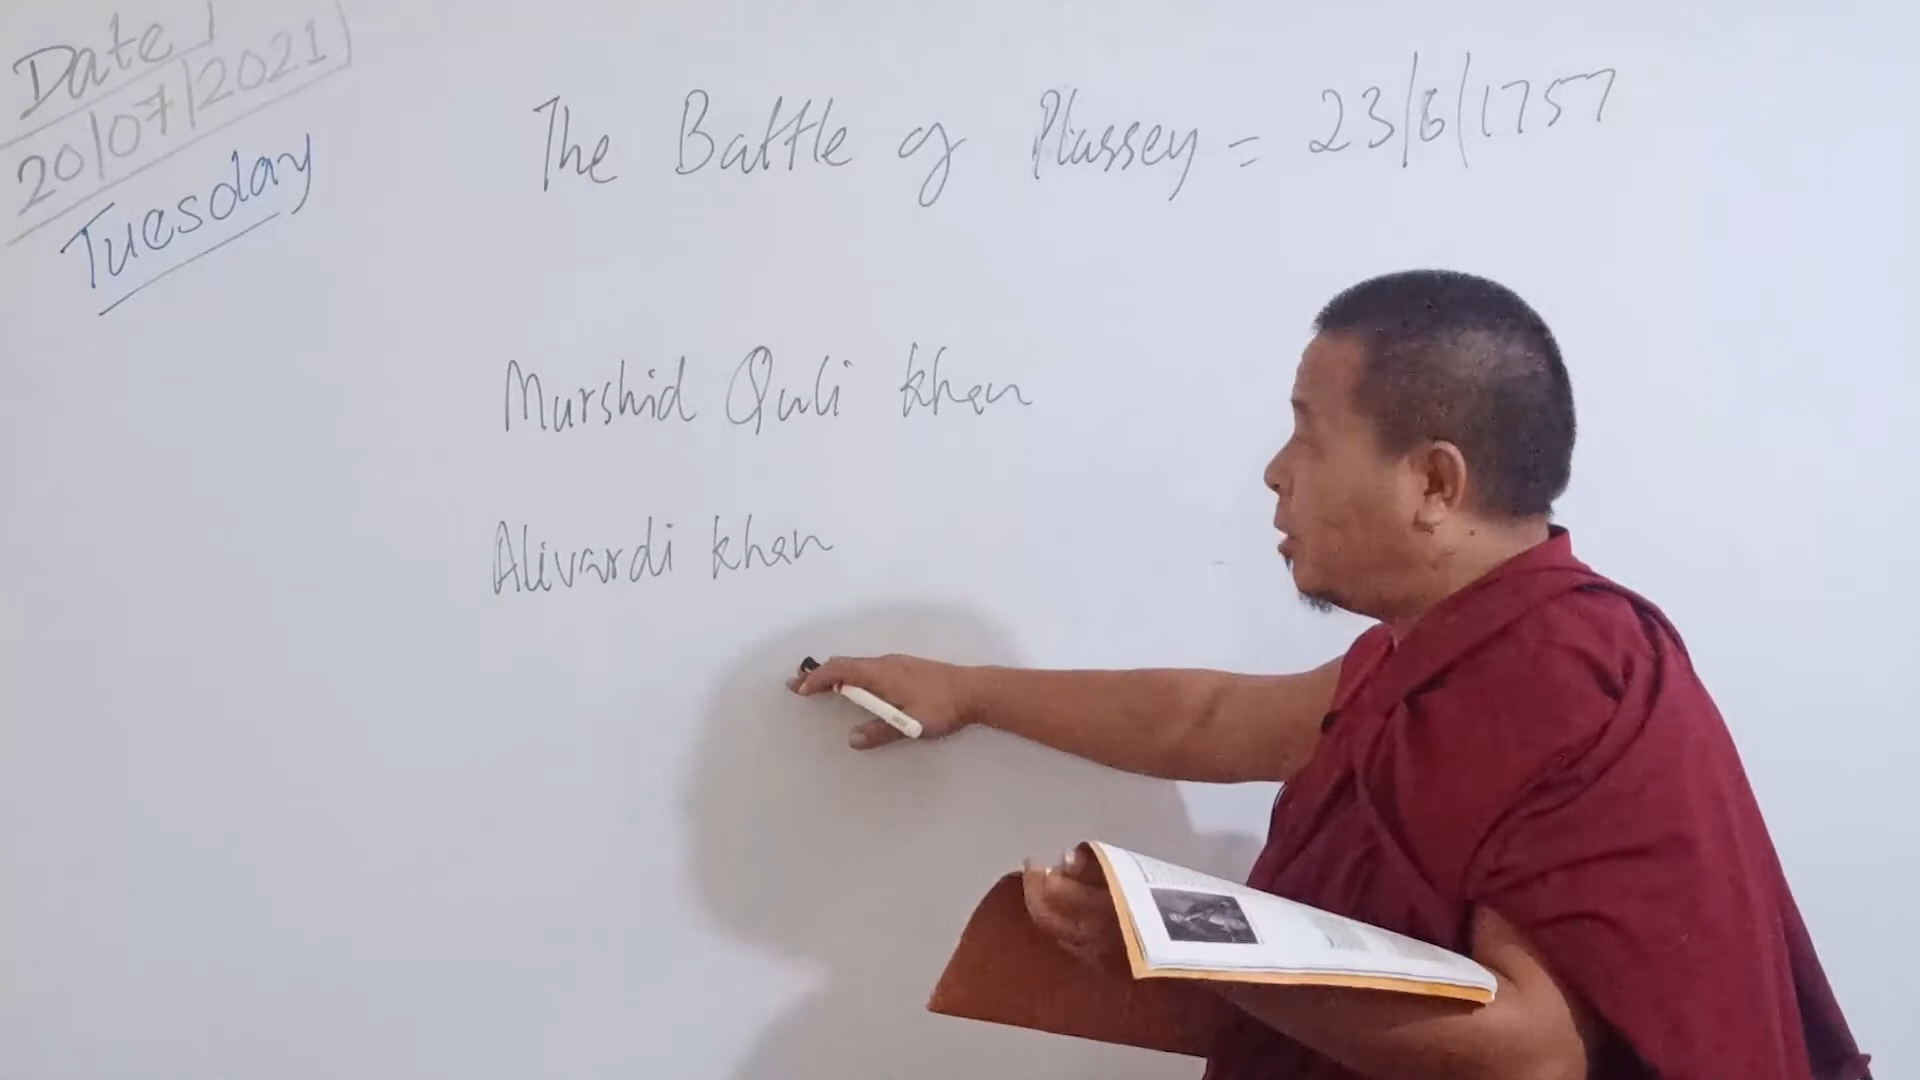 Date
20/07/2021
Tuesday
The Battle of Plassey = 23/6/1757
Murshid Quli khan
Alivardi khan